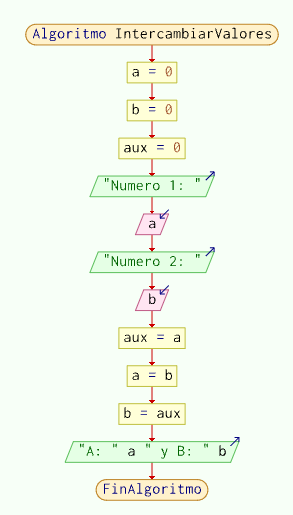 Algoritmo IntercambiarValores
a = 0
b = 0
aux = 0
"Numero 1: "
a
"Numero 2: "
b
aux = a
a = b
b = aux
"A: " a " y B: " b
FinAlgoritmo